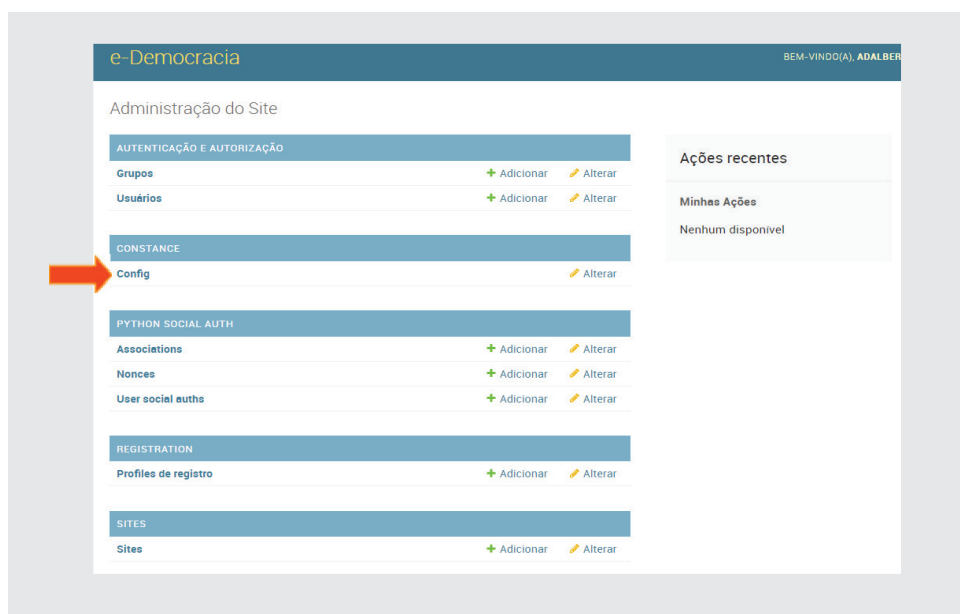 e-Democracia
BEM-VINDO(A), ADALBER
Administração do Site
AUTENTICAÇÃO E AUTORIZAÇÃO
Grupos + Adicionar Alterar
Usuários + Adicionar Alterar
CONSTANCE
Config Alterar
PYTHON SOCIAL AUTH
Associations + Adicionar Alterar
Nonces + Adicionar Alterar
User social auths + Adicionar Alterar
REGISTRATION
Profiles de registro + Adicionar Alterar
SITES
Sites + Adicionar Alterar
Ações recentes
Minhas Ações
Nenhum disponível